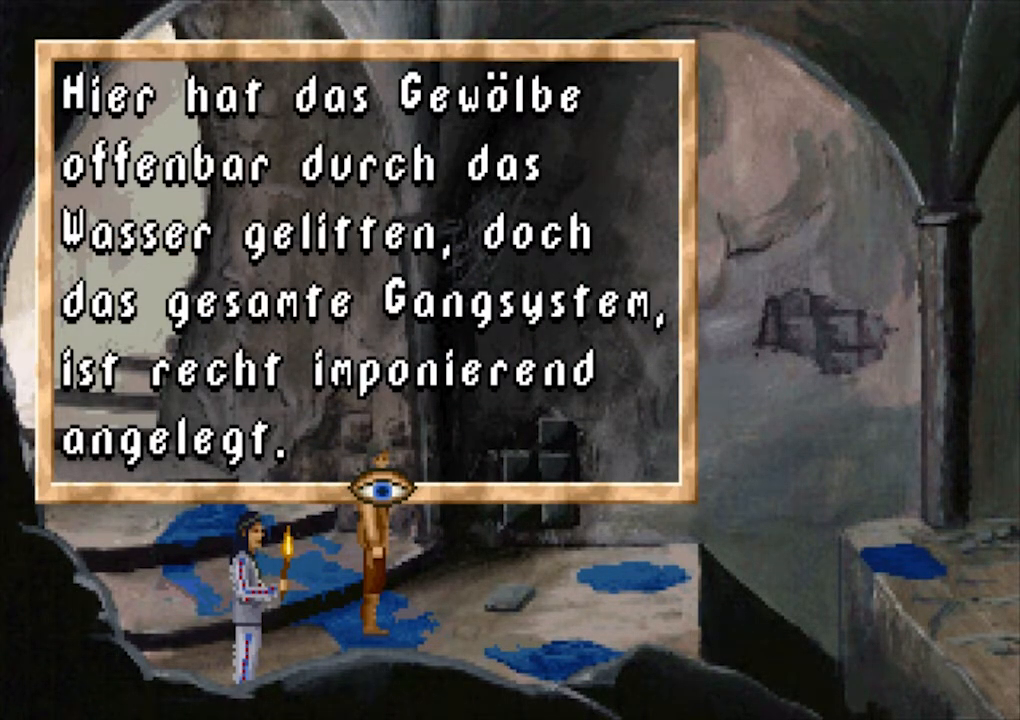 Hier hat das Gewölbe
offenbar durch das
Wasser gelitten, doch
das gesamte Gangsystem,
ist recht imponierend
angelegt.